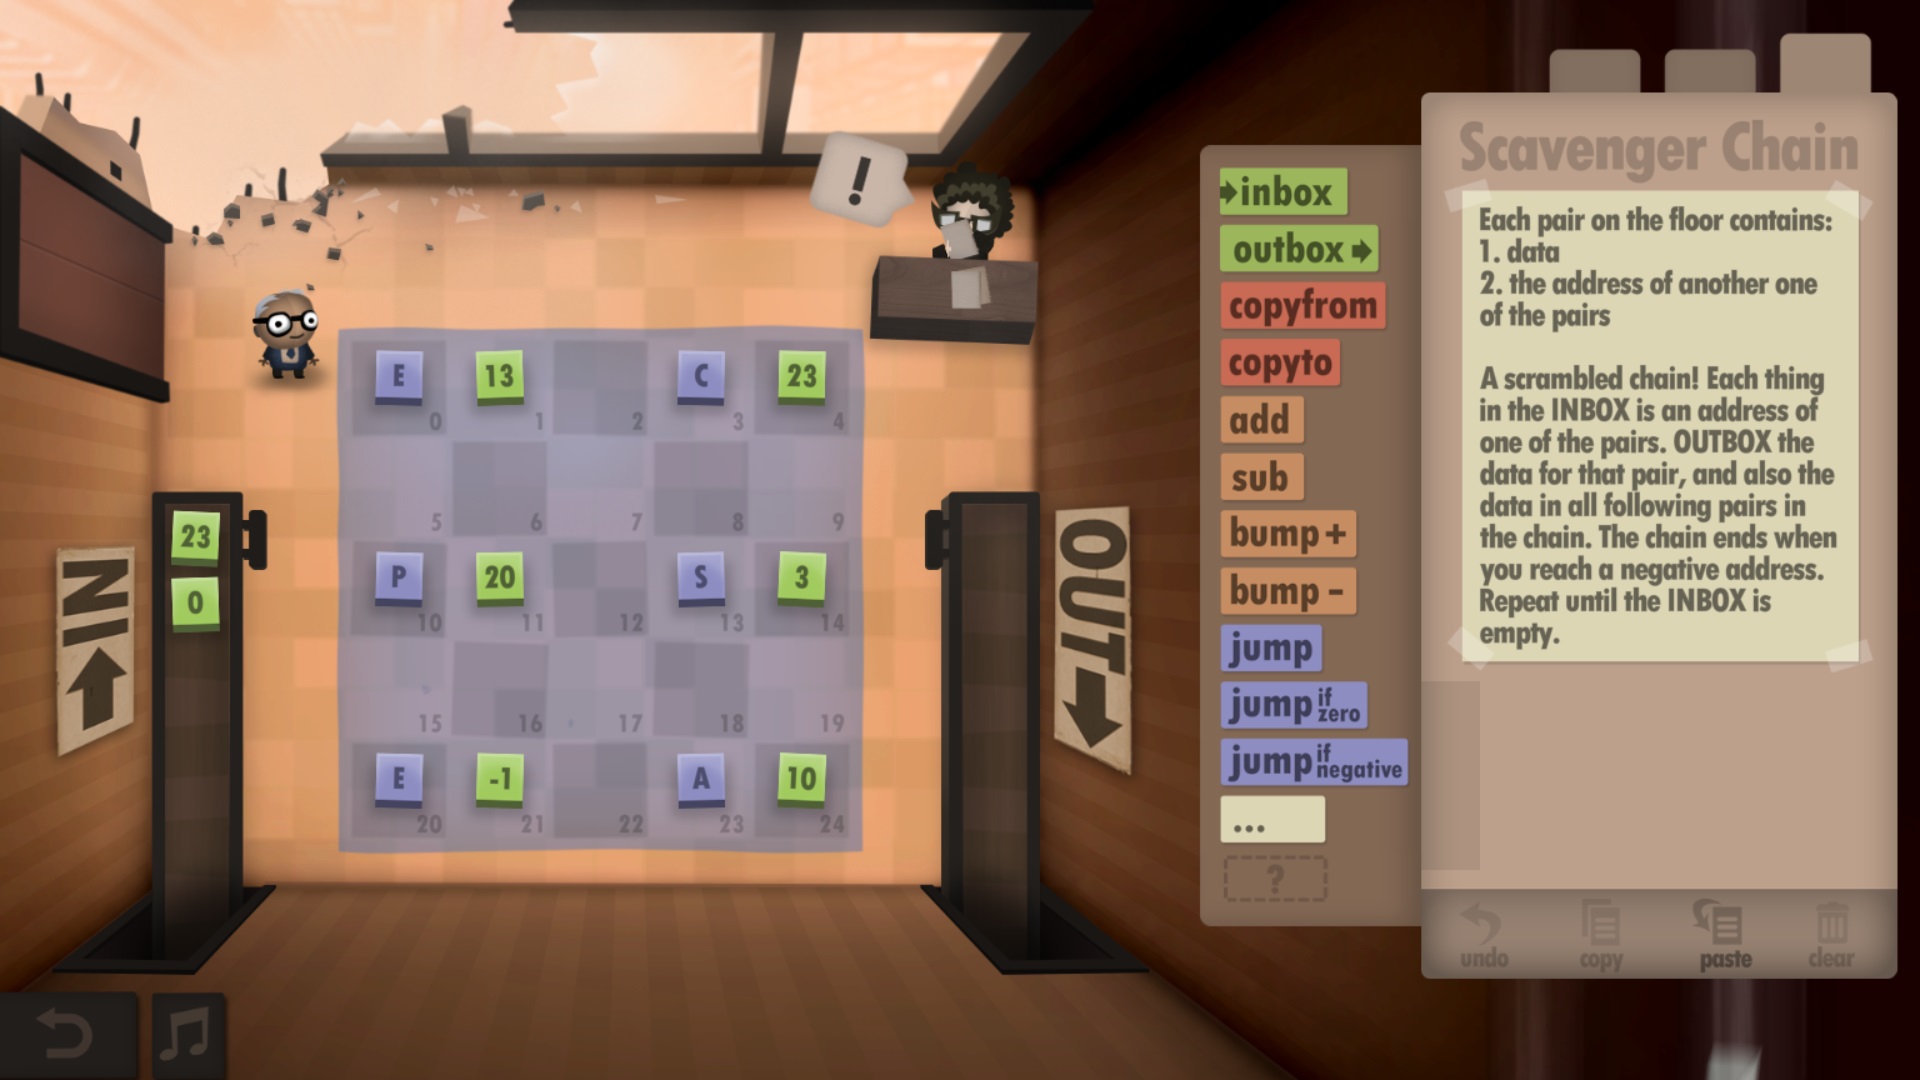 Scavenger Chain
Each pair on the floor contains:
1. data
2. the address of another one
of the pairs
A scrambled chain! Each thing
in the INBOX is an address of
one of the pairs. OUTBOX the
data for that pair, and also the
data in all following pairs in
the chain. The chain ends when
you reach a negative address.
Repeat until the INBOX is
empty.
inbox
outbox
copyfrom
copyto
add
sub
bump +
bump -
jump
jump if zero
jump if negative
...
?
undo
copy
paste
clear
!
IN
23
0
OUT
E 13 C 23
0 1 2 3 4
5 6 7 8 9
P 20 S 3
10 11 12 13 14
15 16 17 18 19
E -1 A 10
20 21 22 23 24